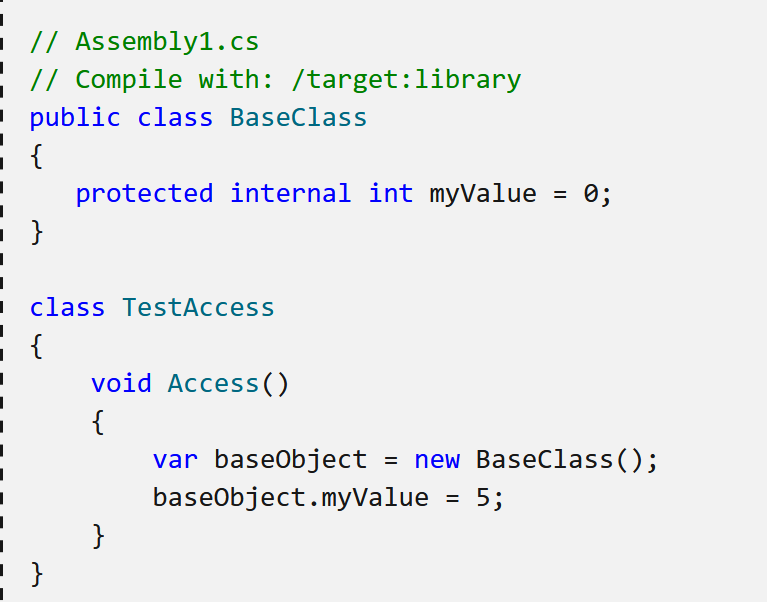 // Assembly1.cs
// Compile with: /target:library
public class BaseClass
{
   protected internal int myValue = 0;
}

class TestAccess
{
    void Access()
    {
        var baseObject = new BaseClass();
        baseObject.myValue = 5;
    }
}